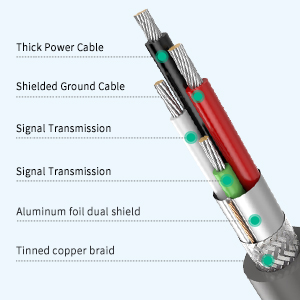 Thick Power Cable
Shielded Ground Cable
Signal Transmission
Signal Transmission
Aluminum foil dual shield
Tinned copper braid